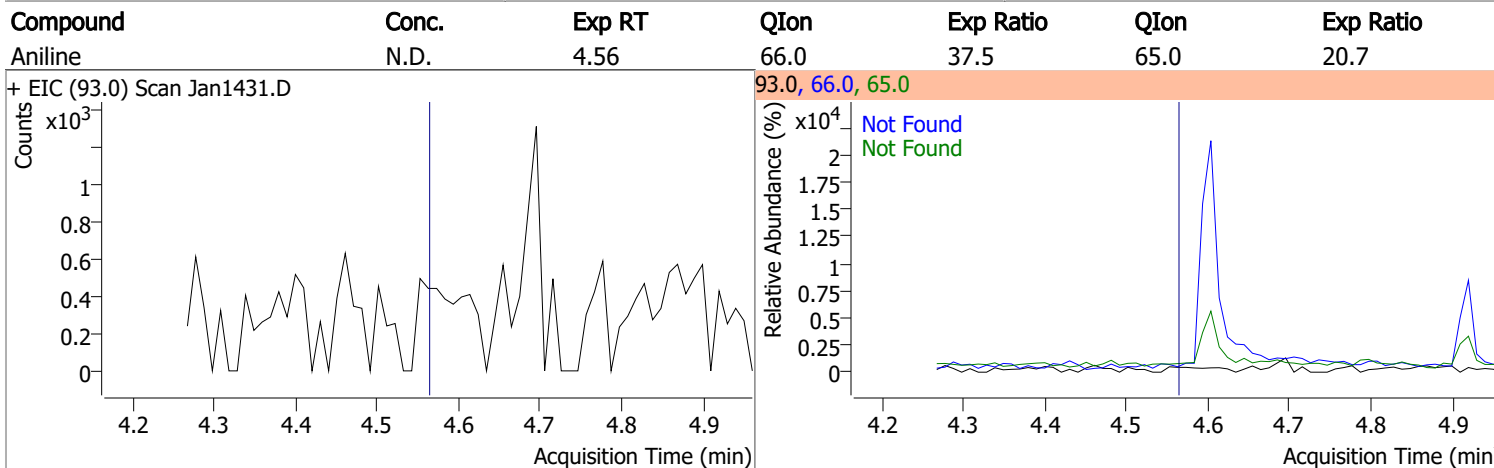 Compound Conc. Exp RT QIon Exp Ratio QIon Exp Ratio
Aniline N.D. 4.56 66.0 37.5 65.0 20.7
+ EIC (93.0) Scan Jan1431.D
Counts
x10³
1
0.8
0.6
0.4
0.2
0
4.2 4.3 4.4 4.5 4.6 4.7 4.8 4.9
Acquisition Time (min)
93.0, 66.0, 65.0
Relative Abundance (%)
x10⁴
Not Found
Not Found
2
1.75
1.5
1.25
1
0.75
0.5
0.25
0
4.2 4.3 4.4 4.5 4.6 4.7 4.8 4.9
Acquisition Time (min